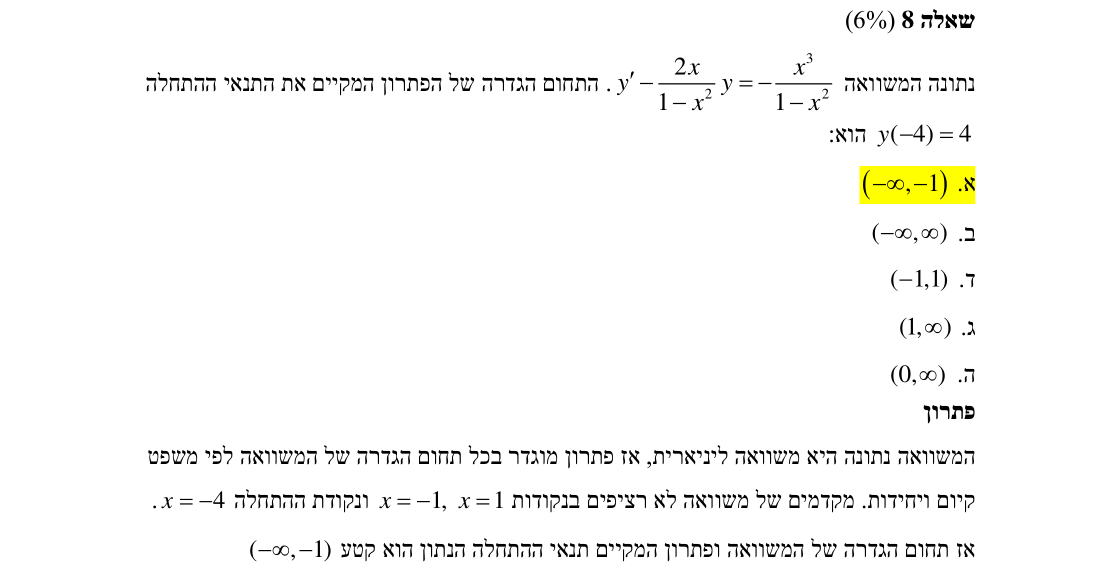 שאלה 8 (6%)
נתונה המשוואה y′ − 2x/(1 − x²) y = − x³/(1 − x²) . התחום הגדרה של הפתרון המקיים את התנאי ההתחלה
y(−4) = 4 הוא:
א. (−∞, −1)
ב. (−∞, ∞)
ד. (−1, 1)
ג. (1, ∞)
ה. (0, ∞)
פתרון
המשוואה נתונה היא משוואה ליניארית, אז פתרון מוגדר בכל תחום הגדרה של המשוואה לפי משפט
קיום ויחידות. מקדמים של משוואה לא רציפים בנקודות x = −1, x = 1 ונקודת ההתחלה x = −4 .
אז תחום הגדרה של המשוואה ופתרון המקיים תנאי ההתחלה הנתון הוא קטע (−∞, −1)